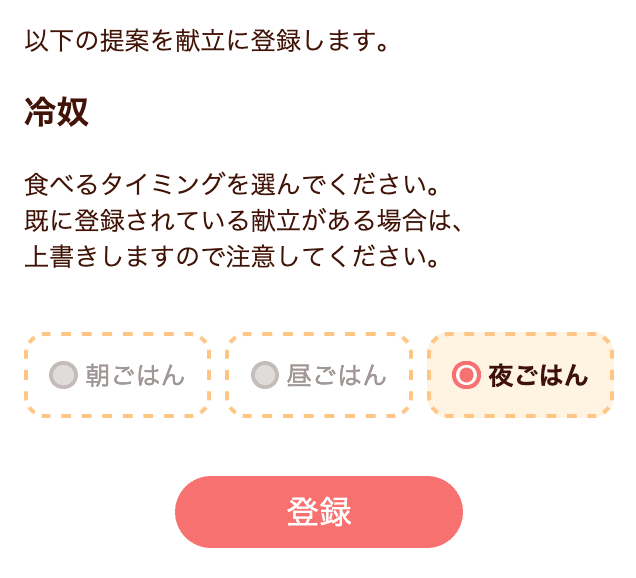 以下の提案を献立に登録します。
冷奴
食べるタイミングを選んでください。
既に登録されている献立がある場合は、
上書きしますので注意してください。
朝ごはん 昼ごはん 夜ごはん
登録